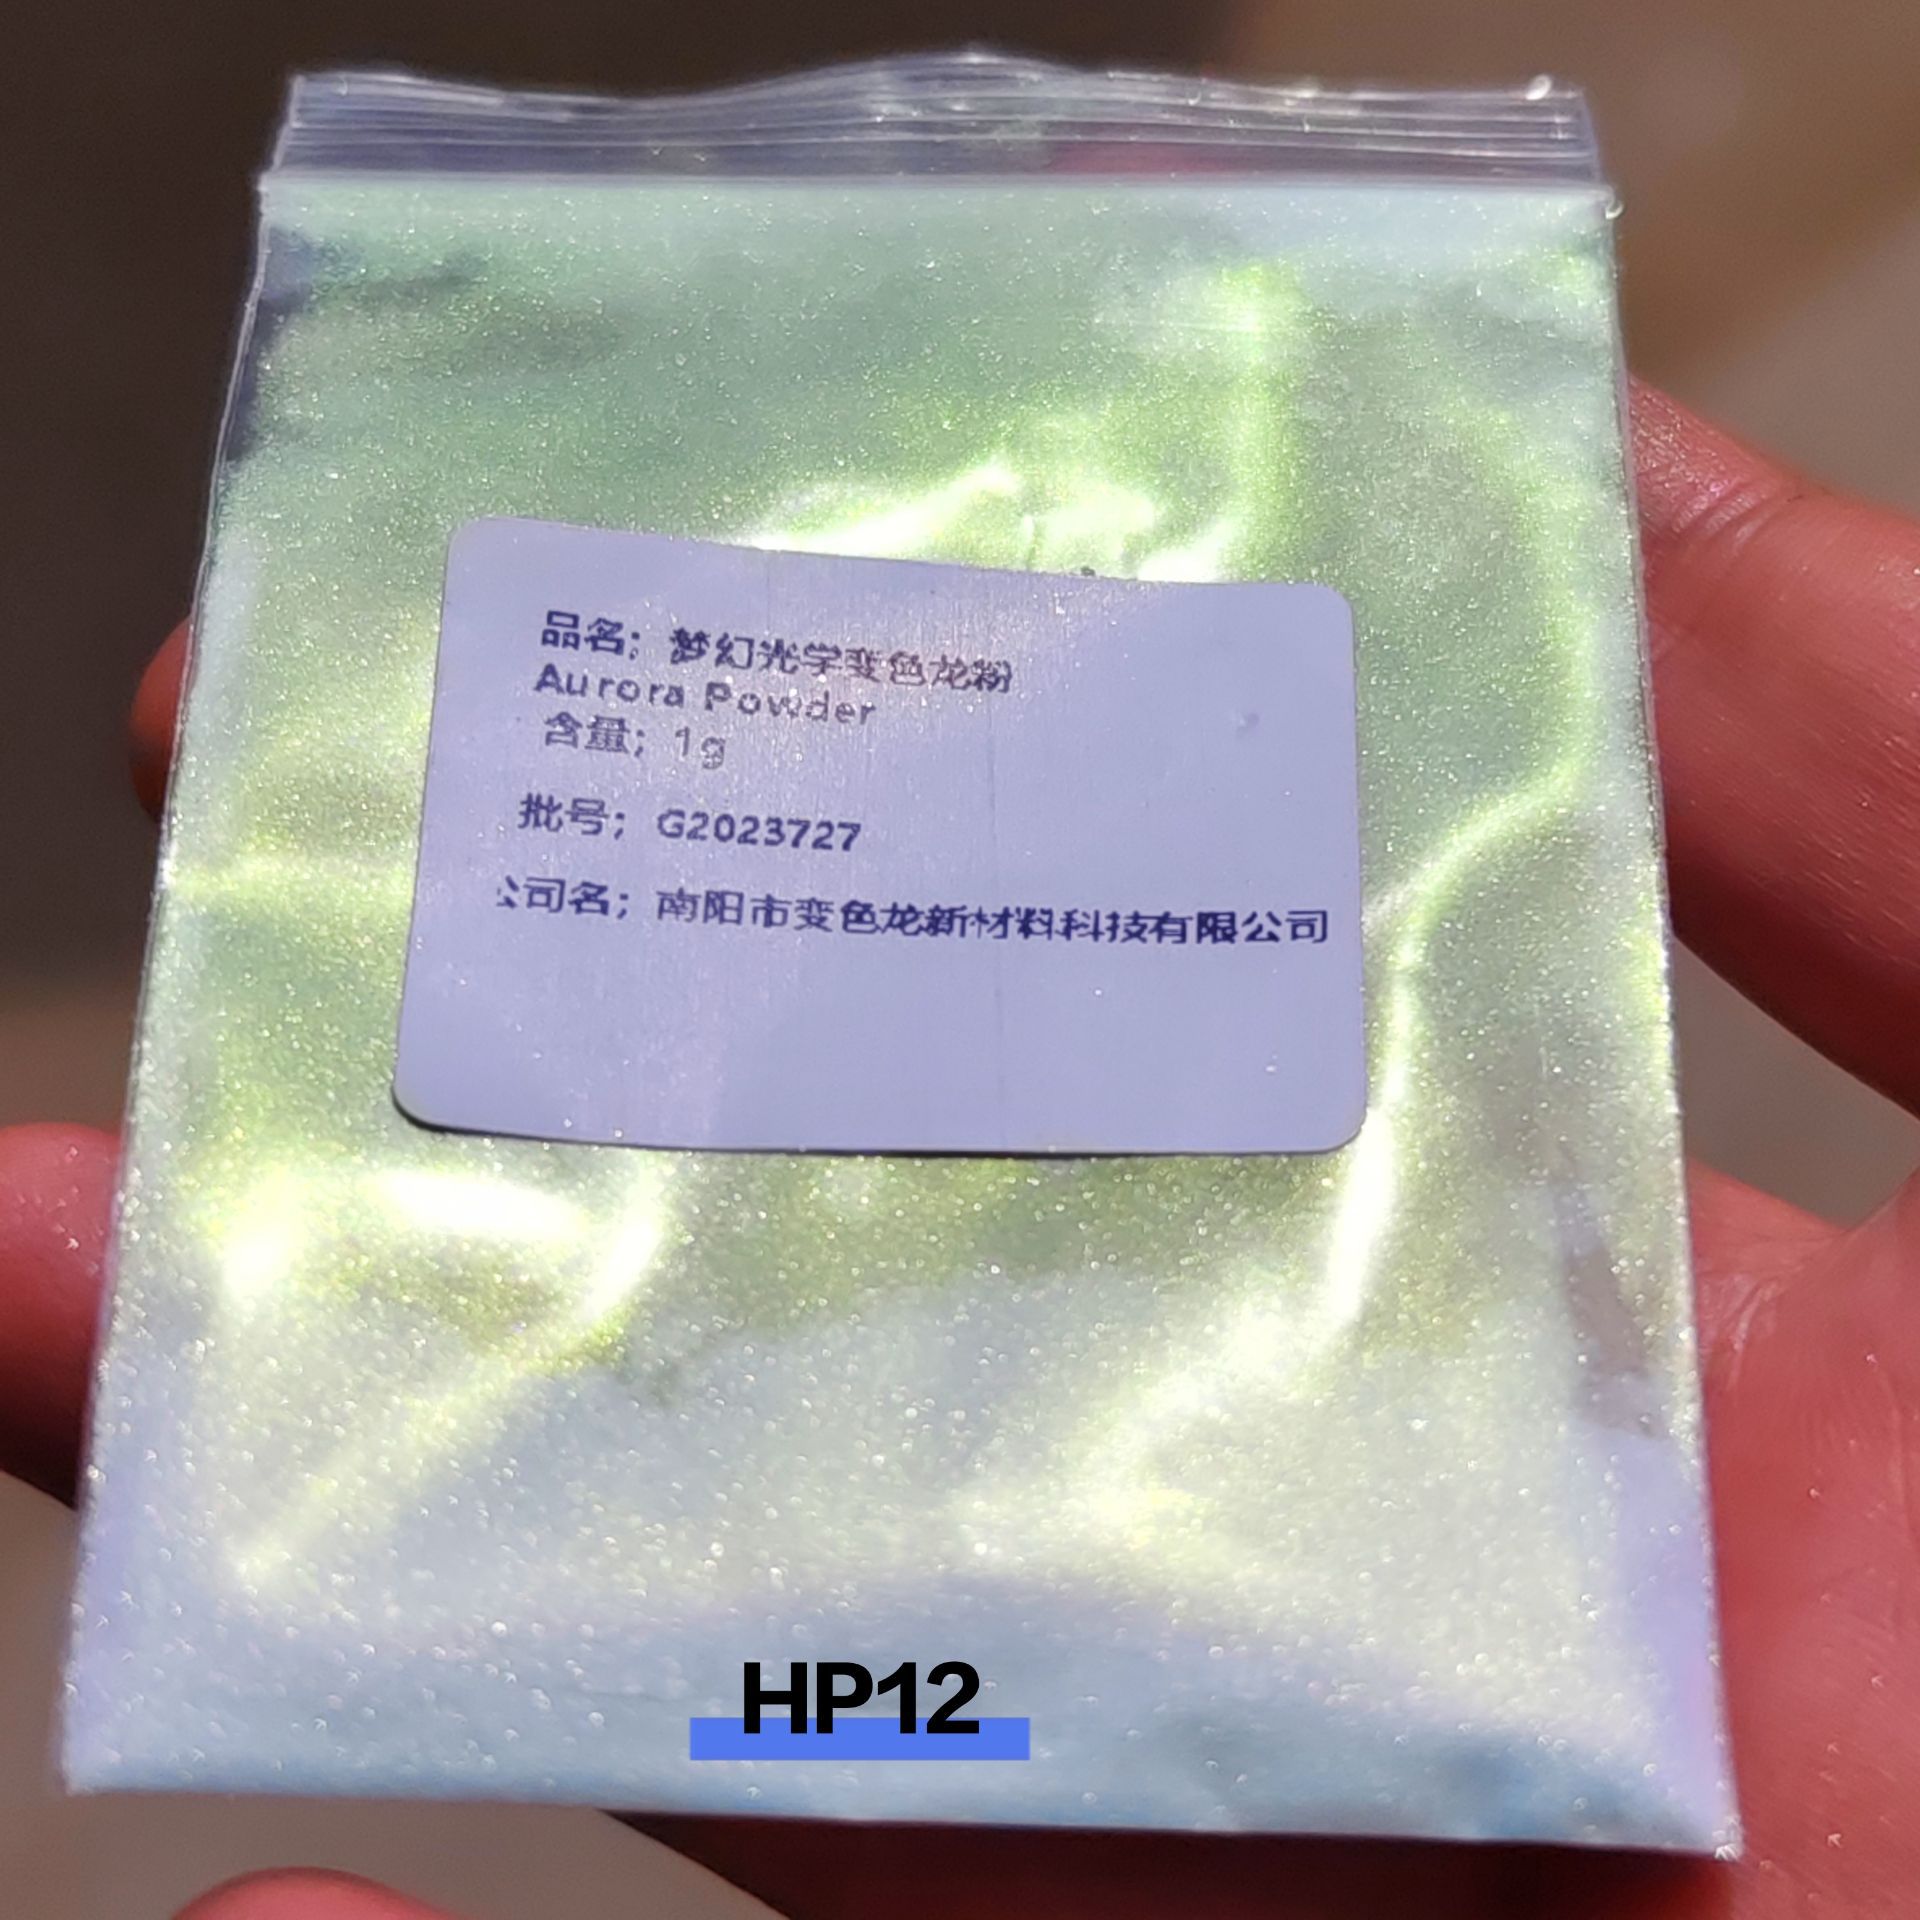 品名；梦幻光学变色龙粉
Aurora Powder
含量；1g
批号；G2023727
公司名；南阳市变色龙新材料科技有限公司
HP12